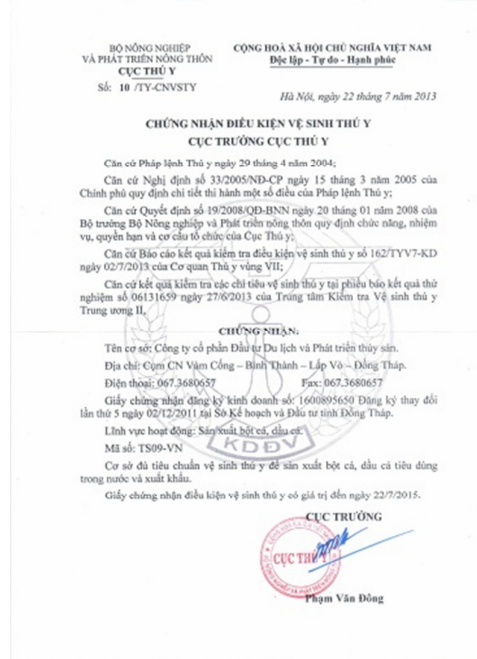 BỘ NÔNG NGHIỆP
VÀ PHÁT TRIỂN NÔNG THÔN
CỤC THÚ Y
Số: 10 /TY-CNVSTY
CỘNG HOÀ XÃ HỘI CHỦ NGHĨA VIỆT NAM
Độc lập - Tự do - Hạnh phúc
Hà Nội, ngày 22 tháng 7 năm 2013
CHỨNG NHẬN ĐIỀU KIỆN VỆ SINH THÚ Y
CỤC TRƯỞNG CỤC THÚ Y
Căn cứ Pháp lệnh Thú y ngày 29 tháng 4 năm 2004;
Căn cứ Nghị định số 33/2005/NĐ-CP ngày 15 tháng 3 năm 2005 của
Chính phủ quy định chi tiết thi hành một số điều của Pháp lệnh Thú y;
Căn cứ Quyết định số 19/2008/QĐ-BNN ngày 20 tháng 01 năm 2008 của
Bộ trưởng Bộ Nông nghiệp và Phát triển nông thôn quy định chức năng, nhiệm
vụ, quyền hạn và cơ cấu tổ chức của Cục Thú y;
Căn cứ Báo cáo kết quả kiểm tra điều kiện vệ sinh thú y số 162/TYV7-KD
ngày 02/7/2013 của Cơ quan Thú y vùng VII;
Căn cứ kết quả kiểm tra các chỉ tiêu vệ sinh thú y tại phiếu báo kết quả thử
nghiệm số 06131659 ngày 27/6/2013 của Trung tâm Kiểm tra Vệ sinh thú y
Trung ương II,
CHỨNG NHẬN:
Tên cơ sở: Công ty cổ phần Đầu tư Du lịch và Phát triển thủy sản.
Địa chỉ: Cụm CN Vàm Cống – Bình Thành – Lấp Vò – Đồng Tháp.
Điện thoại: 067.3680657 Fax: 067.3680657
Giấy chứng nhận đăng ký kinh doanh số: 1600895650 Đăng ký thay đổi
lần thứ 5 ngày 02/12/2011 tại Sở Kế hoạch và Đầu tư tỉnh Đồng Tháp.
Lĩnh vực hoạt động: Sản xuất bột cá, dầu cá.
Mã số: TS09-VN
Cơ sở đủ tiêu chuẩn vệ sinh thú y để sản xuất bột cá, dầu cá tiêu dùng
trong nước và xuất khẩu.
Giấy chứng nhận điều kiện vệ sinh thú y có giá trị đến ngày 22/7/2015.
KDĐV
CỤC TRƯỞNG
CỤC THÚ Y
Phạm Văn Đông